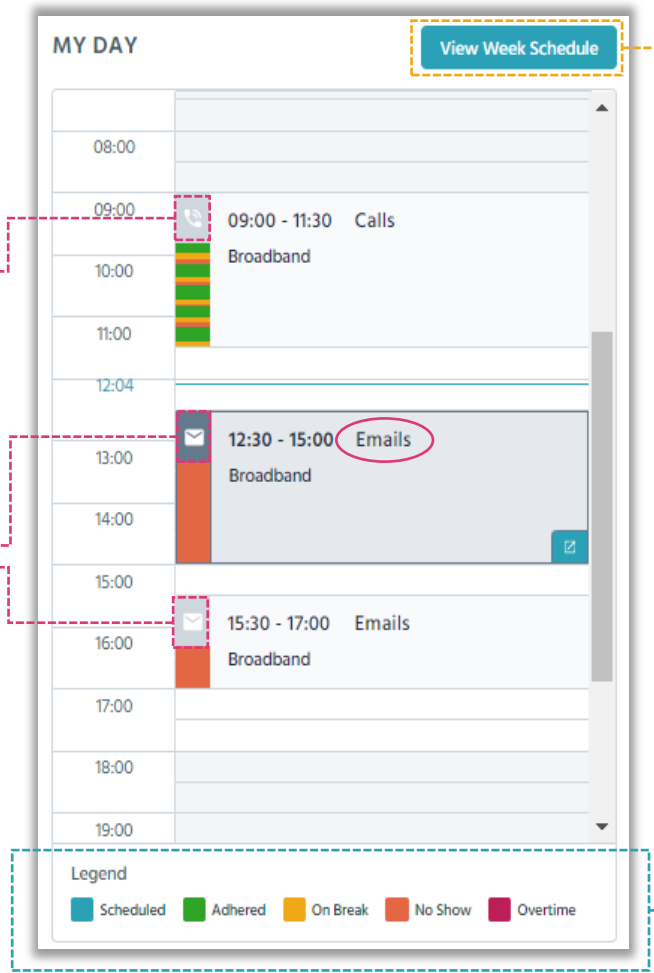 MY DAY
View Week Schedule
08:00
09:00
09:00 - 11:30 Calls
Broadband
10:00
11:00
12:04
12:30 - 15:00 Emails
13:00
Broadband
14:00
15:00
15:30 - 17:00 Emails
16:00
Broadband
17:00
18:00
19:00
Legend
Scheduled Adhered On Break No Show Overtime